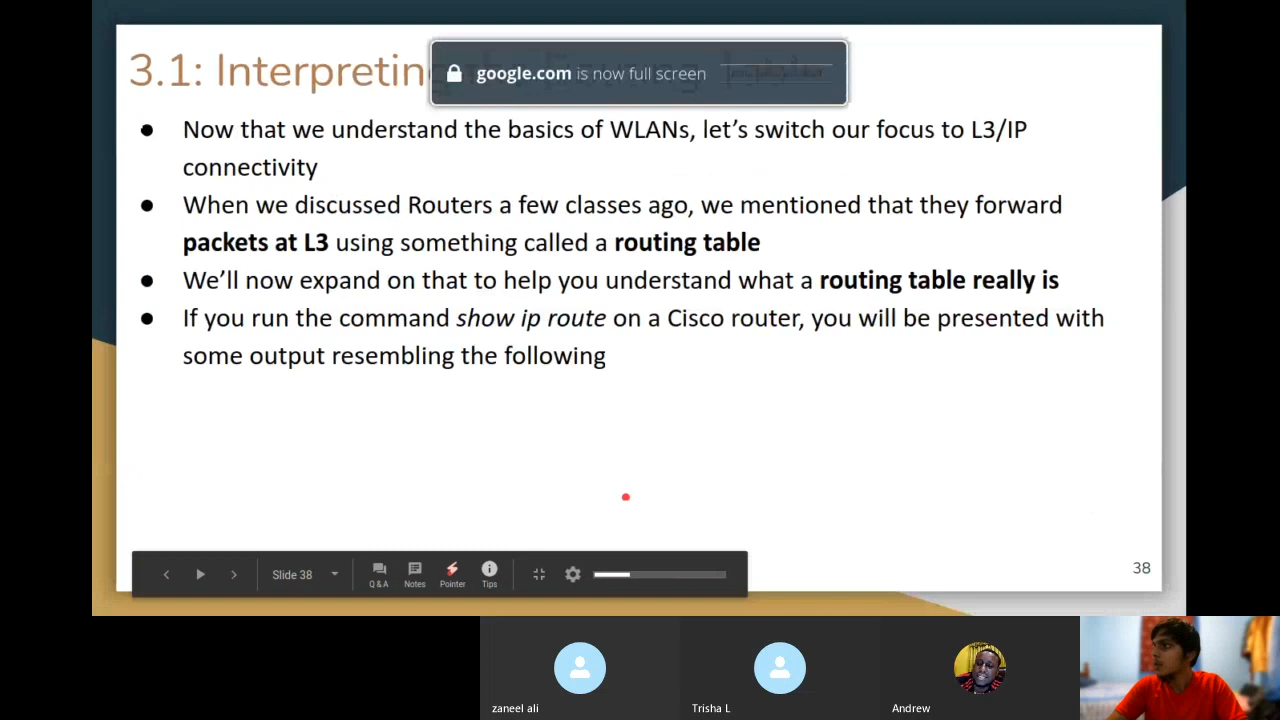 3.1: Interpreting
google.com is now full screen
● Now that we understand the basics of WLANs, let’s switch our focus to L3/IP
connectivity
● When we discussed Routers a few classes ago, we mentioned that they forward
packets at L3 using something called a routing table
● We’ll now expand on that to help you understand what a routing table really is
● If you run the command show ip route on a Cisco router, you will be presented with
some output resembling the following
Slide 38
Q & A
Notes
Pointer
Tips
38
zaneel ali
Trisha L
Andrew